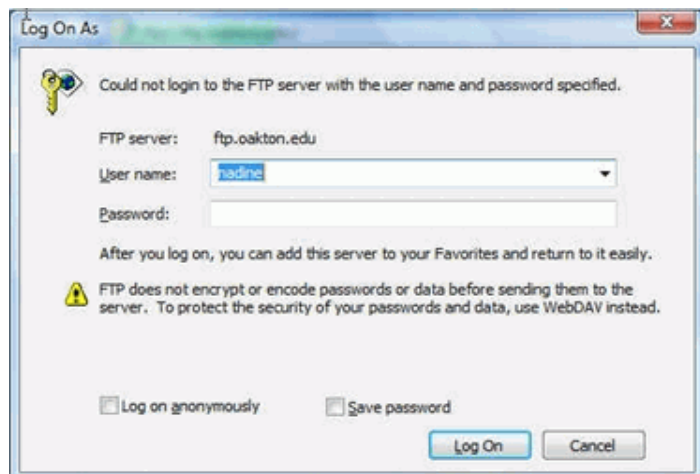 Log On As
Could not login to the FTP server with the user name and password specified.
FTP server: ftp.oakton.edu
User name: nadine
Password:
After you log on, you can add this server to your Favorites and return to it easily.
FTP does not encrypt or encode passwords or data before sending them to the
server. To protect the security of your passwords and data, use WebDAV instead.
Log on anonymously Save password
Log On Cancel